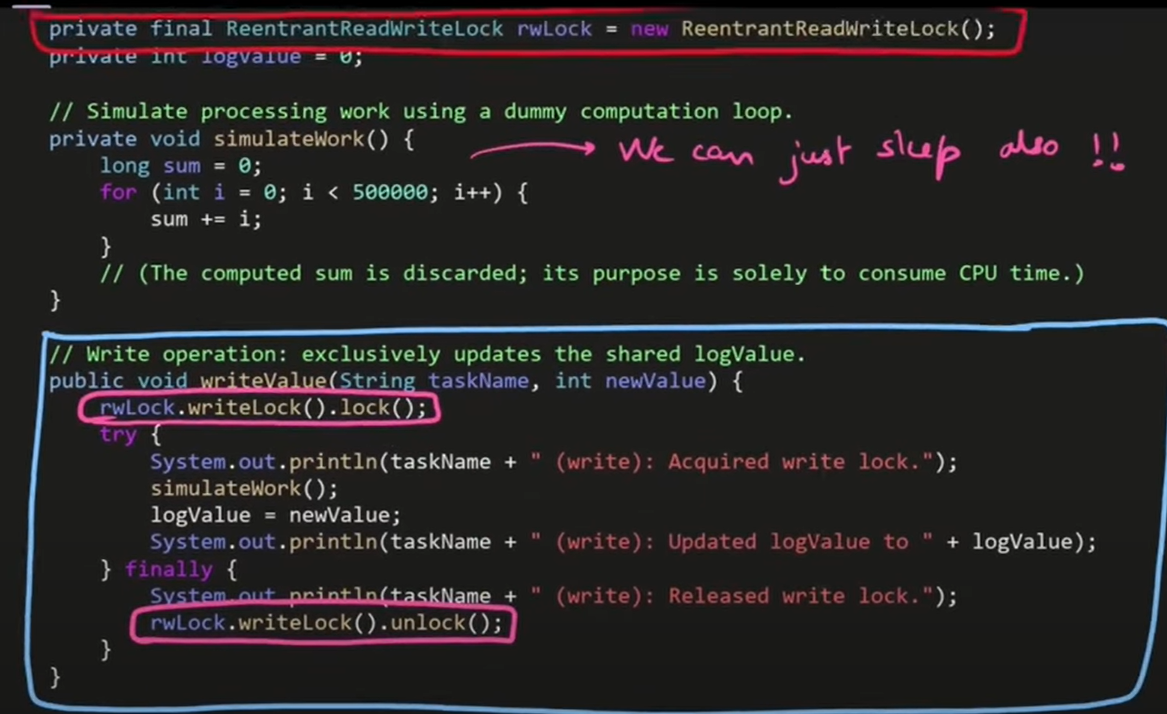 private final ReentrantReadWriteLock rwLock = new ReentrantReadWriteLock();
private int logValue = 0;
// Simulate processing work using a dummy computation loop.
private void simulateWork() {
long sum = 0;
We can just sleep also !!
for (int i = 0; i < 500000; i++) {
sum += i;
}
// (The computed sum is discarded; its purpose is solely to consume CPU time.)
}
// Write operation: exclusively updates the shared logValue.
public void writeValue(String taskName, int newValue) {
rwLock.writeLock().lock();
try {
System.out.println(taskName + " (write): Acquired write lock.");
simulateWork();
logValue = newValue;
System.out.println(taskName + " (write): Updated logValue to " + logValue);
} finally {
System.out.println(taskName + " (write): Released write lock.");
rwLock.writeLock().unlock();
}
}